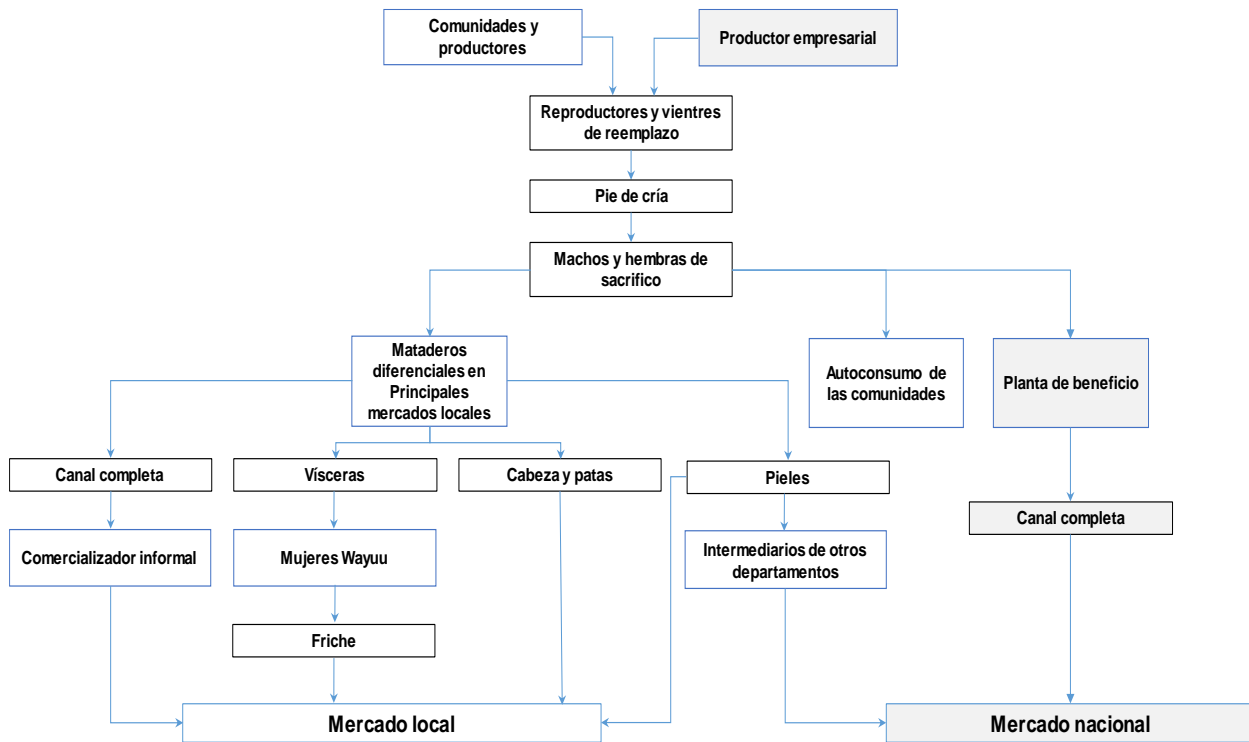 Comunidades y
productores
Productor empresarial
Reproductores y vientres
de reemplazo
Pie de cría
Machos y hembras de
sacrifico
Mataderos
diferenciales en
Principales
mercados locales
Autoconsumo de
las comunidades
Planta de beneficio
Canal completa
Vísceras
Cabeza y patas
Pieles
Canal completa
Comercializador informal
Mujeres Wayuu
Intermediarios de otros
departamentos
Friche
Mercado local
Mercado nacional